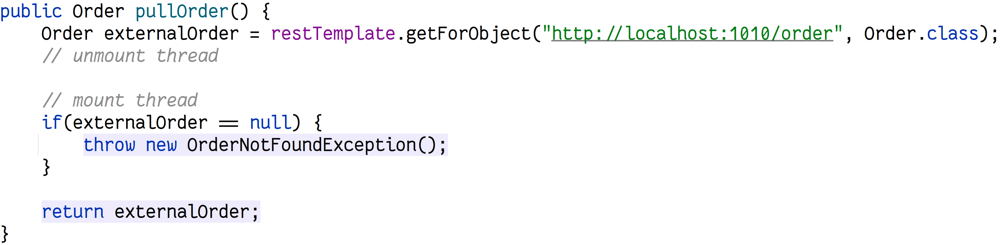 public Order pullOrder() {
    Order externalOrder = restTemplate.getForObject("http://localhost:1010/order", Order.class);
    // unmount thread

    // mount thread
    if(externalOrder == null) {
        throw new OrderNotFoundException();
    }

    return externalOrder;
}